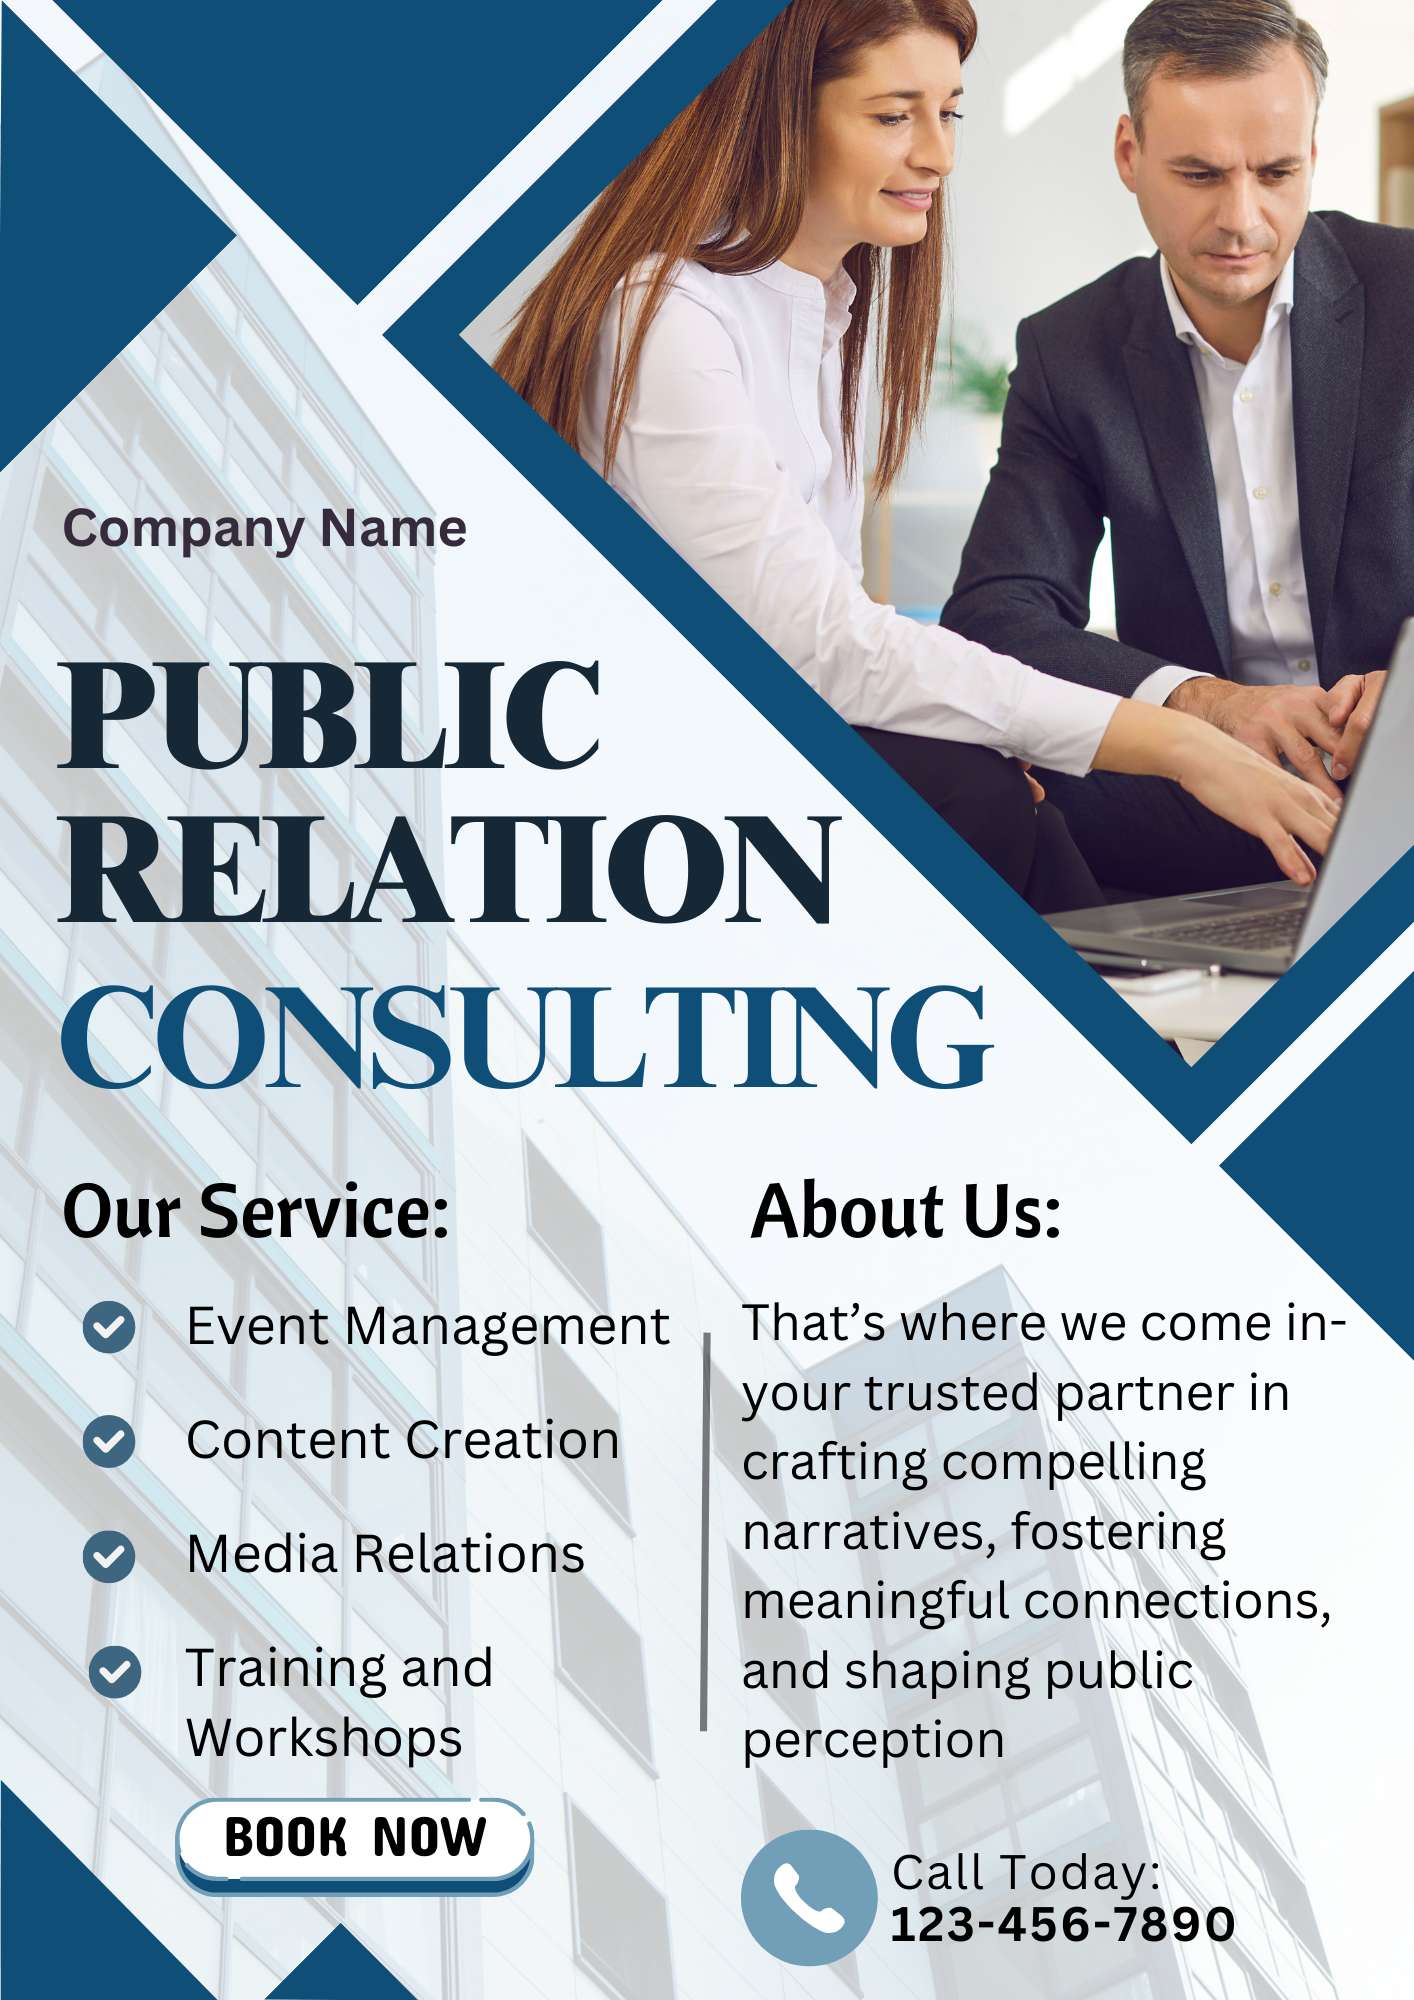 Company Name
PUBLIC
RELATION
CONSULTING
Our Service:
Event Management
Content Creation
Media Relations
Training and
Workshops
BOOK NOW
About Us:
That’s where we come in-
your trusted partner in
crafting compelling
narratives, fostering
meaningful connections,
and shaping public
perception
Call Today:
123-456-7890